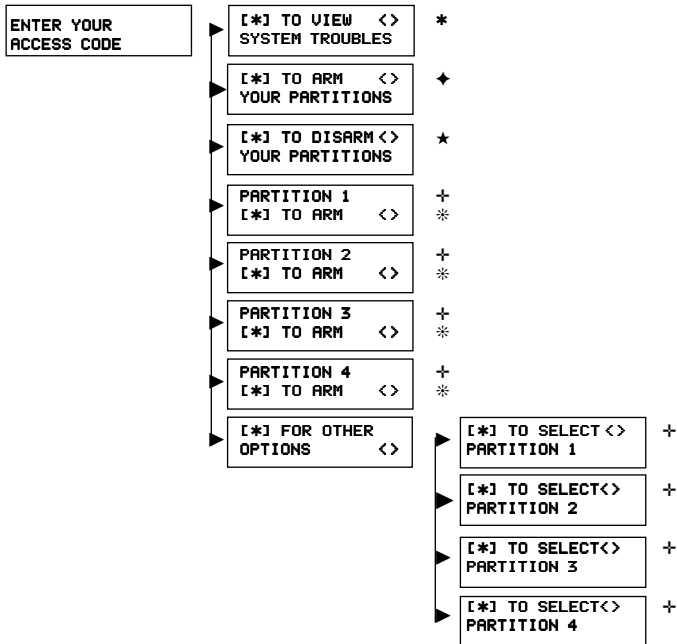 ENTER YOUR
ACCESS CODE
[*] TO VIEW <>
SYSTEM TROUBLES
*
[*] TO ARM <>
YOUR PARTITIONS
✦
[*] TO DISARM <>
YOUR PARTITIONS
★
PARTITION 1
[*] TO ARM <>
✛
❊
PARTITION 2
[*] TO ARM <>
✛
❊
PARTITION 3
[*] TO ARM <>
✛
❊
PARTITION 4
[*] TO ARM <>
✛
❊
[*] FOR OTHER
OPTIONS <>
[*] TO SELECT <>
PARTITION 1
✛
[*] TO SELECT<>
PARTITION 2
✛
[*] TO SELECT<>
PARTITION 3
✛
[*] TO SELECT<>
PARTITION 4
✛